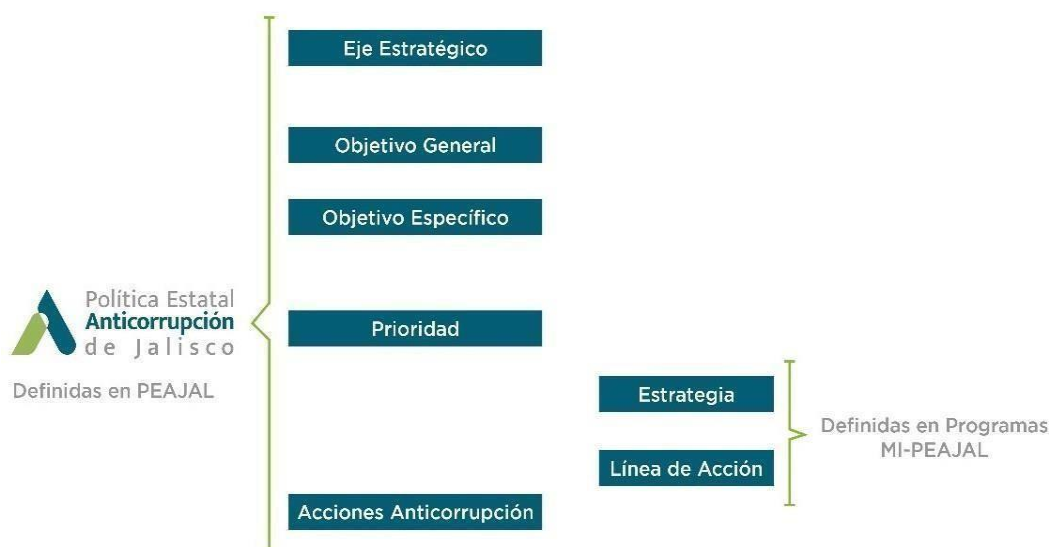 Eje Estratégico
Objetivo General
Objetivo Específico
Política Estatal
Anticorrupción
de Jalisco
Definidas en PEAJAL
Prioridad
Estrategia
Línea de Acción
Definidas en Programas
MI-PEAJAL
Acciones Anticorrupción